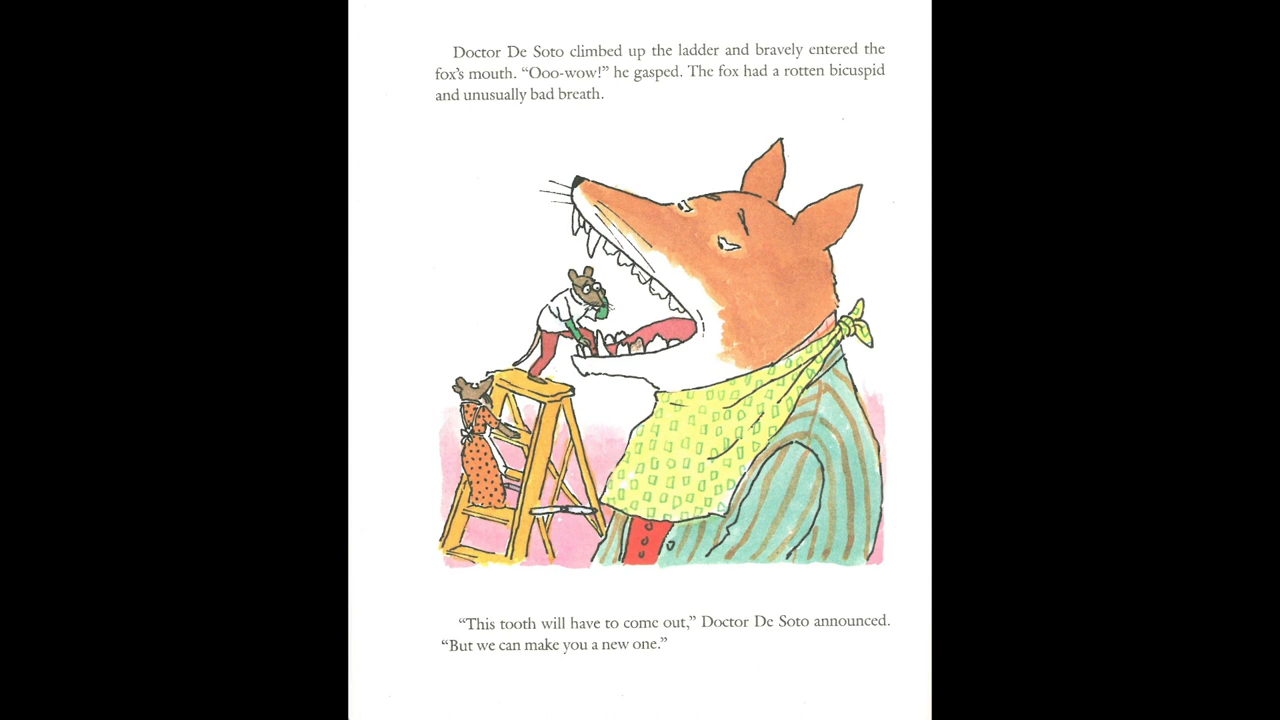 Doctor De Soto climbed up the ladder and bravely entered the
fox’s mouth. “Ooo-wow!” he gasped. The fox had a rotten bicuspid
and unusually bad breath.
“This tooth will have to come out,” Doctor De Soto announced.
“But we can make you a new one.”